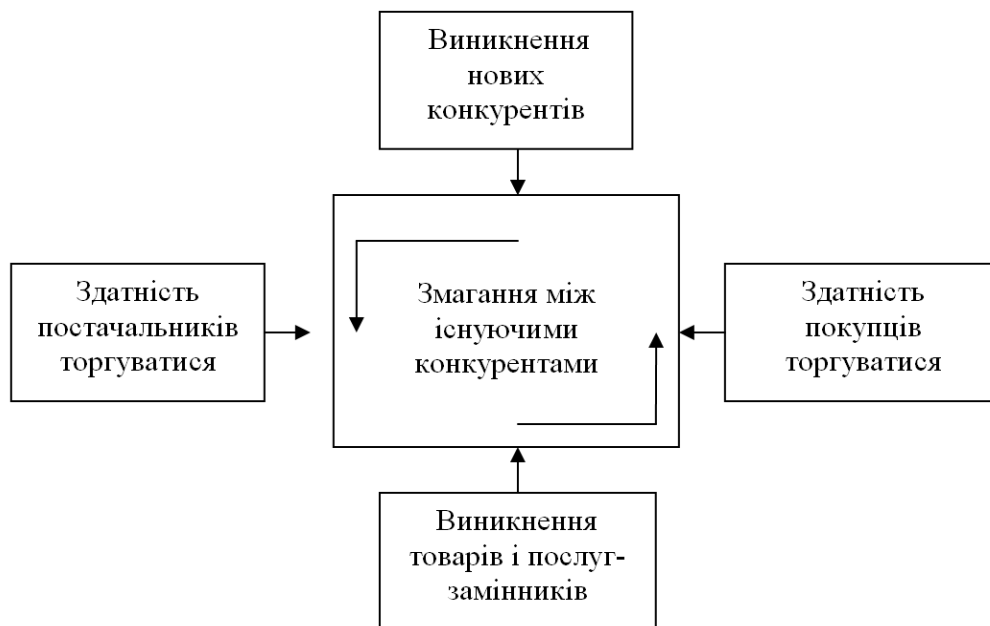 Виникнення
нових
конкурентів
Здатність
постачальників
торгуватися
Змагання між
існуючими
конкурентами
Здатність
покупців
торгуватися
Виникнення
товарів і послуг-
замінників